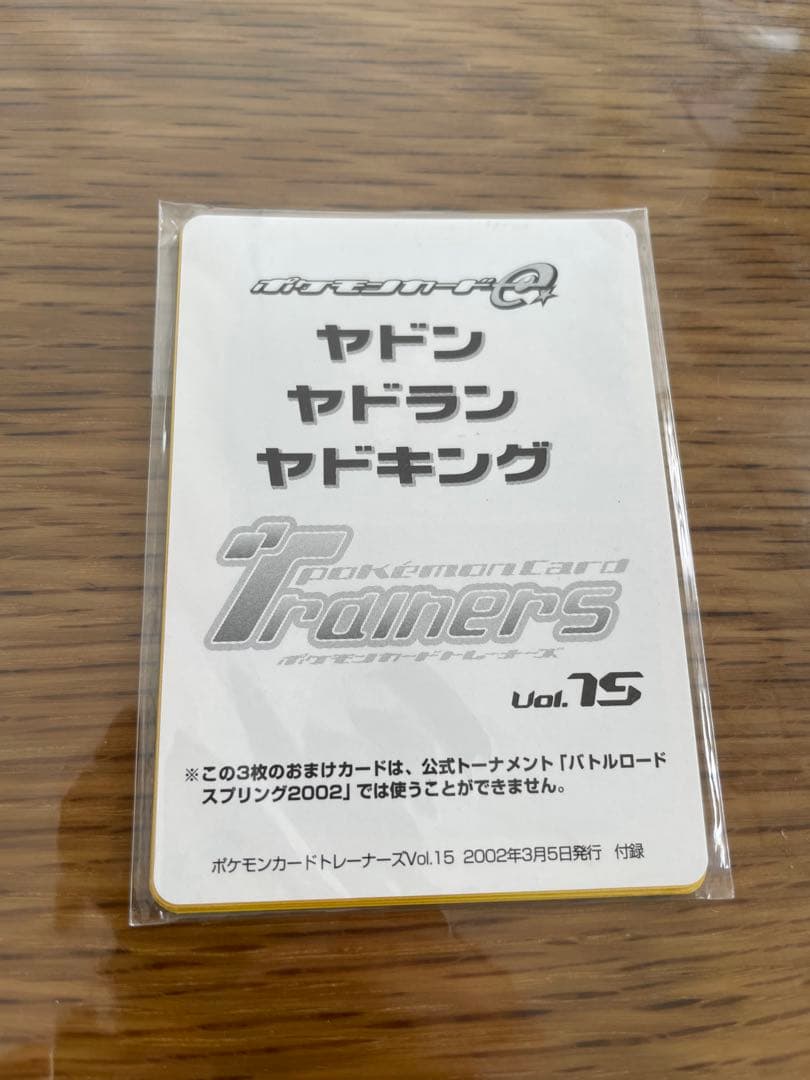 ポケモンカードe
ヤドン
ヤドラン
ヤドキング
Pokémon Card
Trainers
ポケモンカードトレーナーズ
Vol.15
※この3枚のおまけカードは、公式トーナメント「バトルロード
スプリング2002」では使うことができません。
ポケモンカードトレーナーズVol.15 2002年3月5日発行 付録